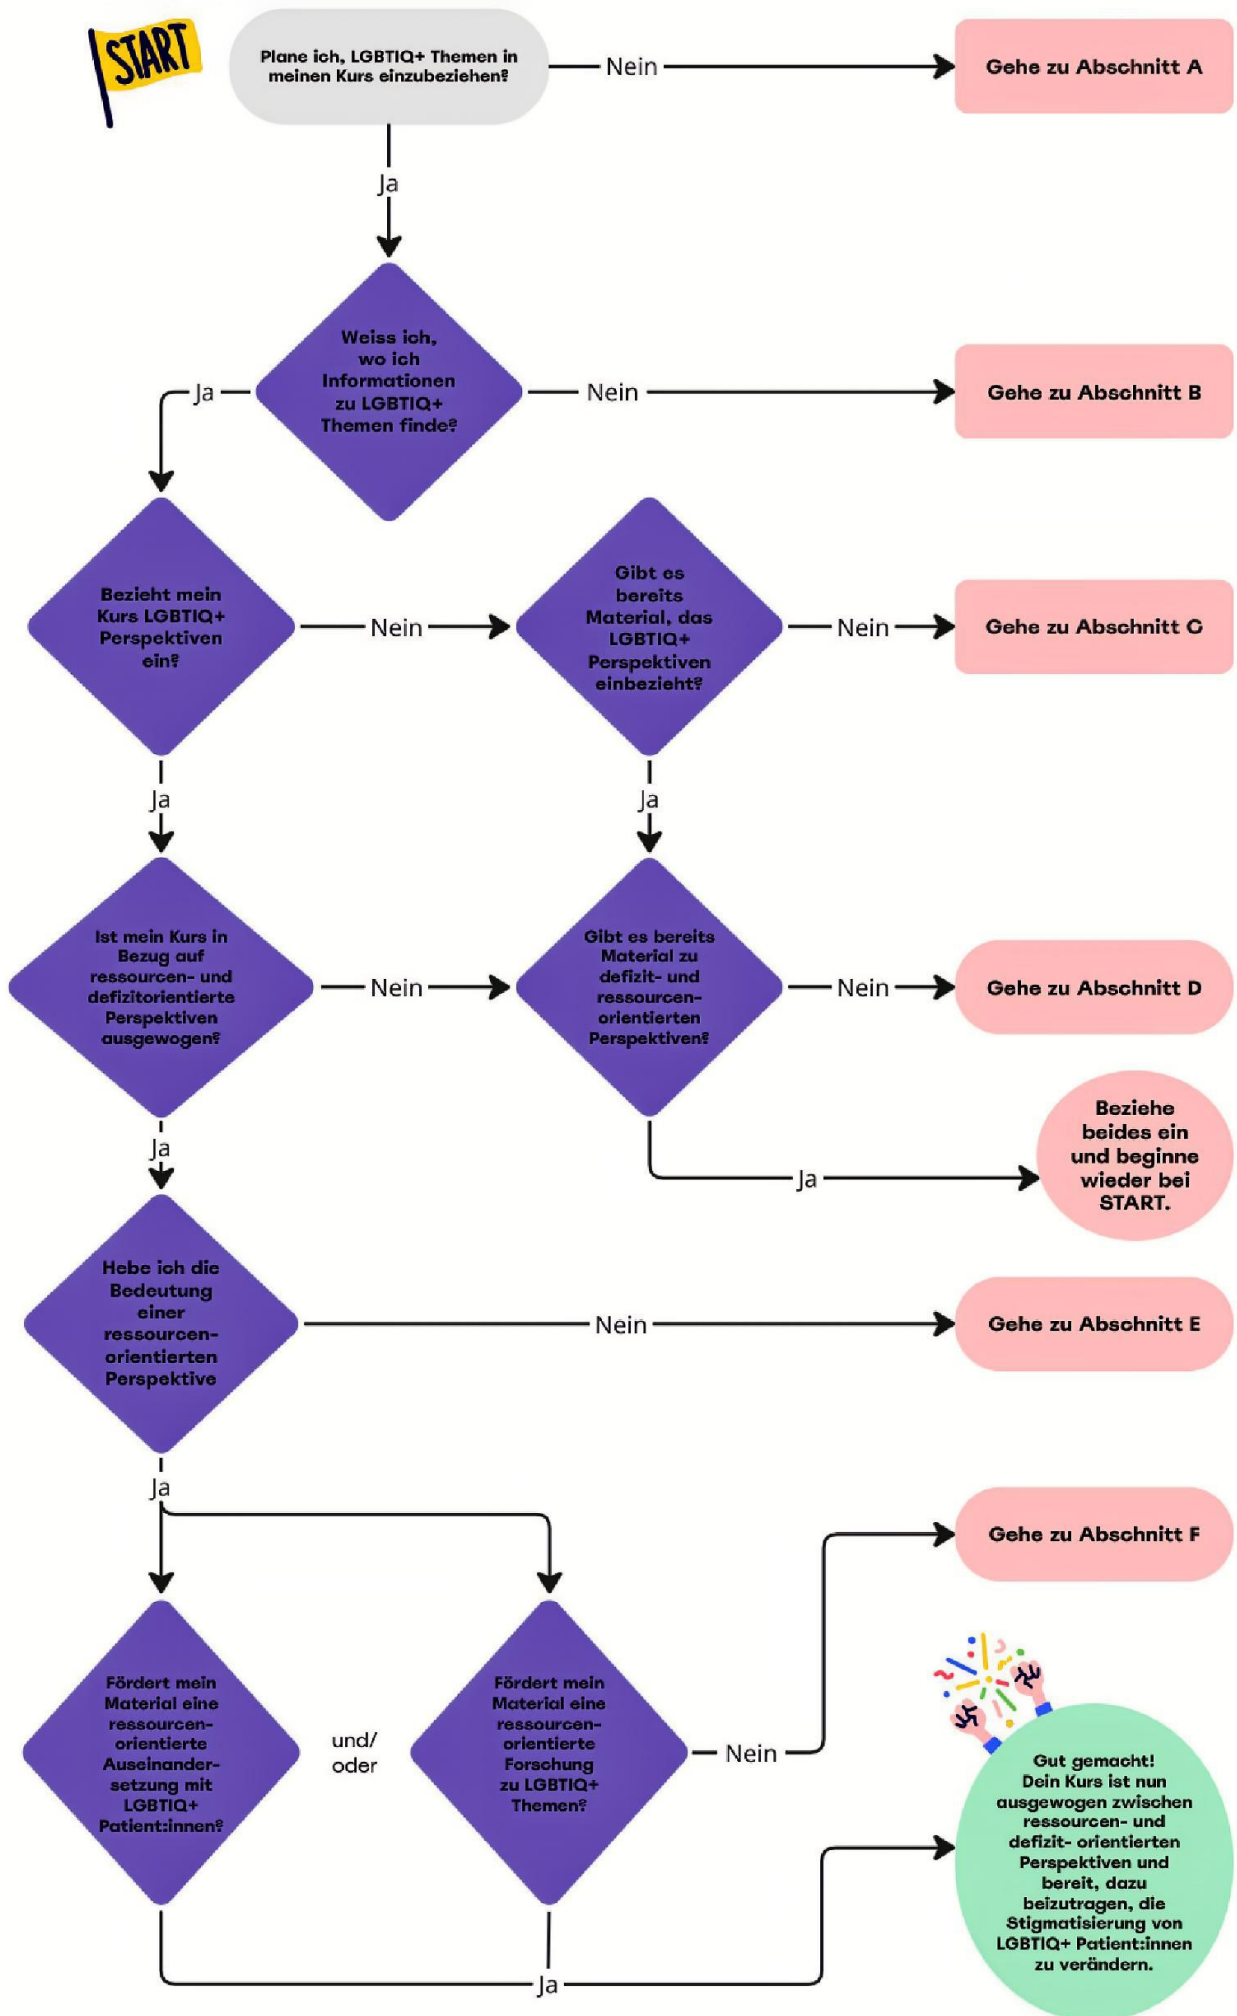 START
Plane ich, LGBTIQ+ Themen in
meinen Kurs einzubeziehen?
Nein
Gehe zu Abschnitt A
Ja
Weiss ich,
wo ich
Informationen
zu LGBTIQ+
Themen finde?
Ja
Nein
Gehe zu Abschnitt B
Bezieht mein
Kurs LGBTIQ+
Perspektiven
ein?
Nein
Gibt es
bereits
Material, das
LGBTIQ+
Perspektiven
einbezieht?
Nein
Gehe zu Abschnitt C
Ja
Ja
Ist mein Kurs in
Bezug auf
ressourcen- und
defizitorientierte
Perspektiven
ausgewogen?
Nein
Gibt es bereits
Material zu
defizit- und
ressourcen-
orientierten
Perspektiven?
Nein
Gehe zu Abschnitt D
Ja
Ja
Beziehe
beides ein
und beginne
wieder bei
START.
Hebe ich die
Bedeutung
einer
ressourcen-
orientierten
Perspektive
Nein
Gehe zu Abschnitt E
Ja
Fördert mein
Material eine
ressourcen-
orientierte
Auseinander-
setzung mit
LGBTIQ+
Patient:innen?
und/
oder
Fördert mein
Material eine
ressourcen-
orientierte
Forschung
zu LGBTIQ+
Themen?
Nein
Gehe zu Abschnitt F
Ja
Gut gemacht!
Dein Kurs ist nun
ausgewogen zwischen
ressourcen- und
defizit- orientierten
Perspektiven und
bereit, dazu
beizutragen, die
Stigmatisierung von
LGBTIQ+ Patient:innen
zu verändern.